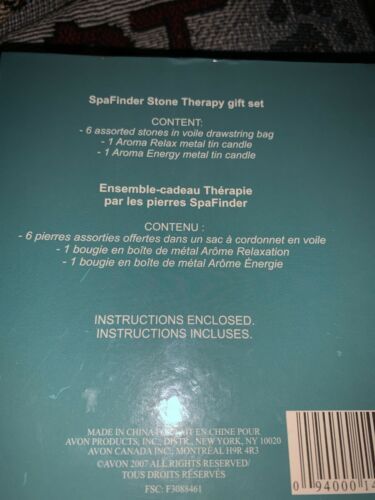 SpaFinder Stone Therapy gift set
CONTENT:
- 6 assorted stones in voile drawstring bag
- 1 Aroma Relax metal tin candle
- 1 Aroma Energy metal tin candle
Ensemble-cadeau Thérapie
par les pierres SpaFinder
CONTENU :
- 6 pierres assorties offertes dans un sac à cordonnet en voile
- 1 bougie en boîte de métal Arôme Relaxation
- 1 bougie en boîte de métal Arôme Énergie
INSTRUCTIONS ENCLOSED.
INSTRUCTIONS INCLUSES.
MADE IN CHINA / FAIT EN CHINE POUR
AVON PRODUCTS, INC., DISTR., NEW YORK, NY 10020
AVON CANADA INC., MONTRÉAL H9R 4R3
©AVON 2007 ALL RIGHTS RESERVED/
TOUS DROITS RÉSERVÉS
FSC: F3088461
0 94000 14